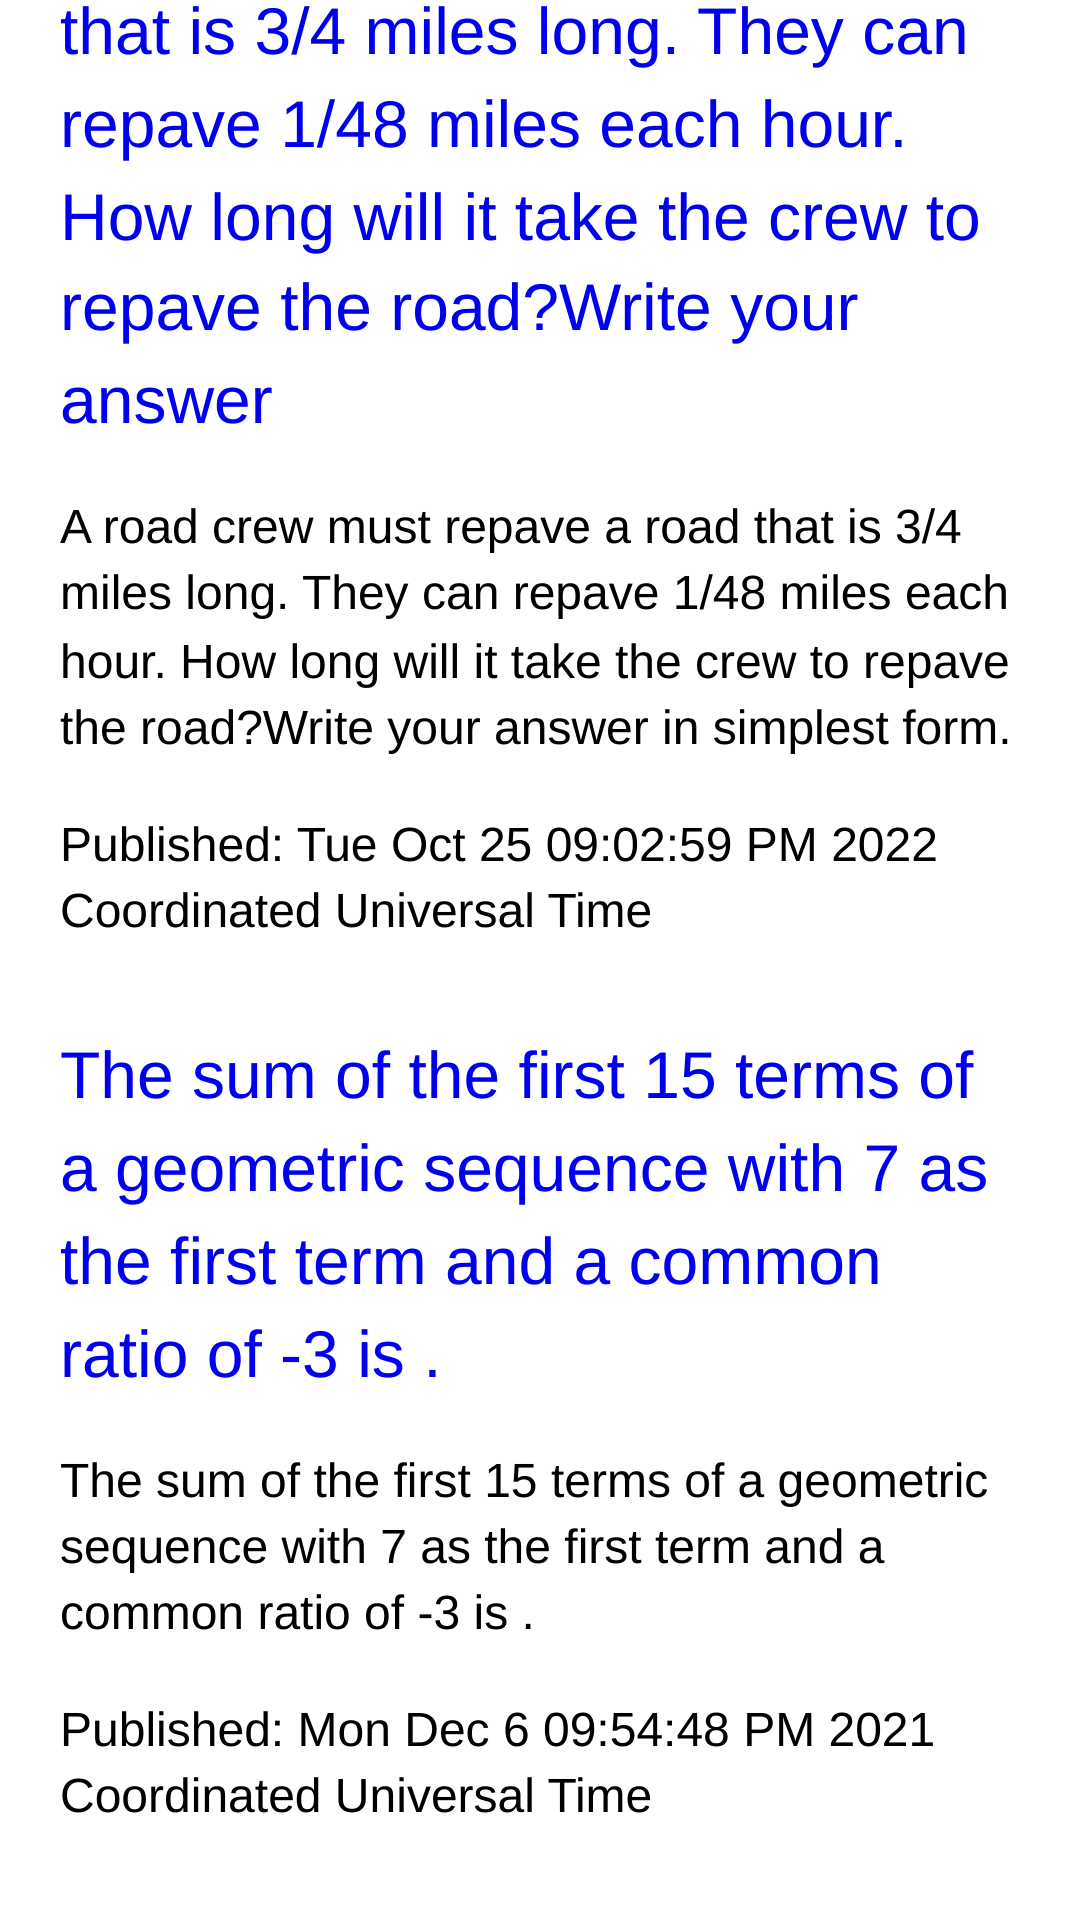 that is 3/4 miles long. They can
repave 1/48 miles each hour.
How long will it take the crew to
repave the road?Write your
answer
A road crew must repave a road that is 3/4
miles long. They can repave 1/48 miles each
hour. How long will it take the crew to repave
the road?Write your answer in simplest form.
Published: Tue Oct 25 09:02:59 PM 2022
Coordinated Universal Time
The sum of the first 15 terms of
a geometric sequence with 7 as
the first term and a common
ratio of -3 is .
The sum of the first 15 terms of a geometric
sequence with 7 as the first term and a
common ratio of -3 is .
Published: Mon Dec 6 09:54:48 PM 2021
Coordinated Universal Time